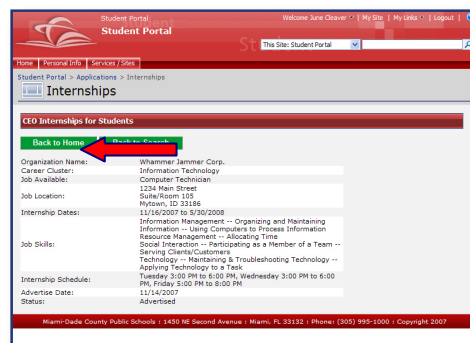 Student Portal
Student Portal
Welcome June Cleaver | My Site | My Links | Logout |
This Site: Student Portal
Home Personal Info Services / Sites
Student Portal > Applications > Internships
Internships
CEO Internships for Students
Back to Home Back to Search
Organization Name: Whammer Jammer Corp.
Career Cluster: Information Technology
Job Available: Computer Technician
1234 Main Street
Job Location: Suite/Room 105
Mytown, ID 33186
Internship Dates: 11/16/2007 to 5/30/2008
Information Management -- Organizing and Maintaining
Information -- Using Computers to Process Information
Resource Management -- Allocating Time
Job Skills: Social Interaction -- Participating as a Member of a Team --
Serving Clients/Customers
Technology -- Maintaining & Troubleshooting Technology --
Applying Technology to a Task
Internship Schedule: Tuesday 3:00 PM to 6:00 PM, Wednesday 3:00 PM to 6:00
PM, Friday 5:00 PM to 8:00 PM
Advertise Date: 11/14/2007
Status: Advertised
Miami-Dade County Public Schools : 1450 NE Second Avenue : Miami, FL 33132 : Phone: (305) 995-1000 : Copyright 2007